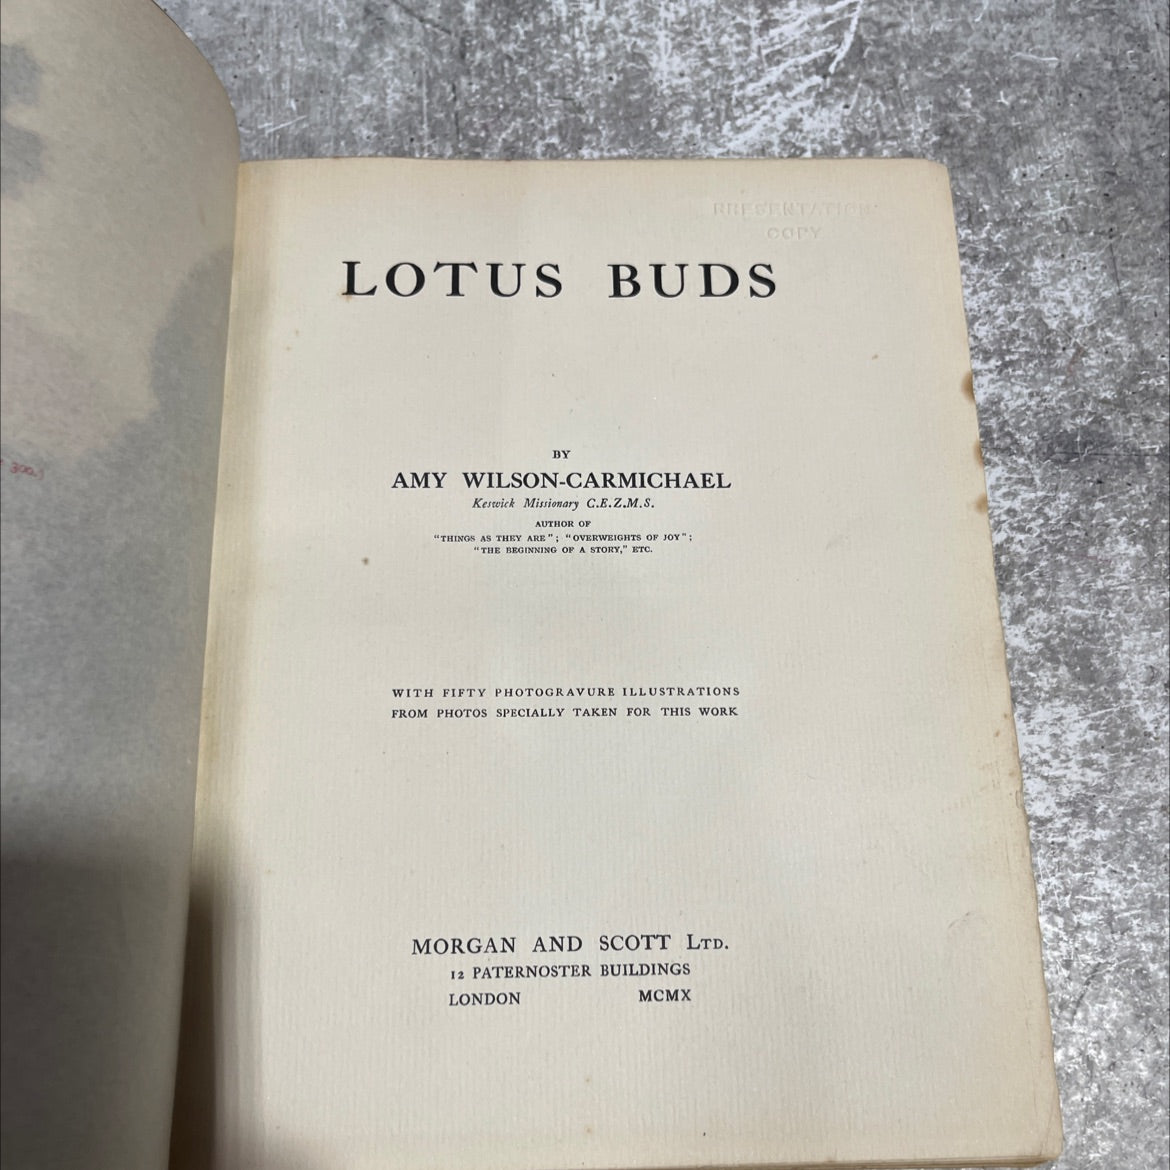 PRESENTATION
COPY
LOTUS BUDS
BY
AMY WILSON-CARMICHAEL
Keswick Missionary C.E.Z.M.S.
AUTHOR OF
"THINGS AS THEY ARE"; "OVERWEIGHTS OF JOY";
"THE BEGINNING OF A STORY," ETC.
WITH FIFTY PHOTOGRAVURE ILLUSTRATIONS
FROM PHOTOS SPECIALLY TAKEN FOR THIS WORK
MORGAN AND SCOTT LTD.
12 PATERNOSTER BUILDINGS
LONDON MCMX